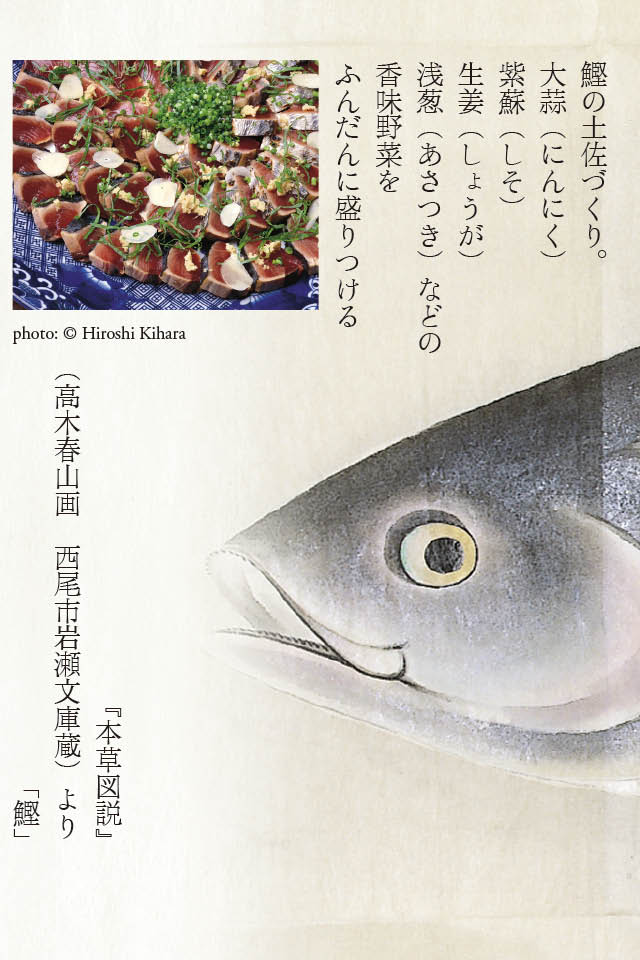 鰹の土佐づくり。
大蒜（にんにく）
紫蘇（しそ）
生姜（しょうが）
浅葱（あさつき）などの
香味野菜を
ふんだんに盛りつける
photo: © Hiroshi Kihara
『本草図説』
（高木春山画　西尾市岩瀬文庫蔵）より
「鰹」